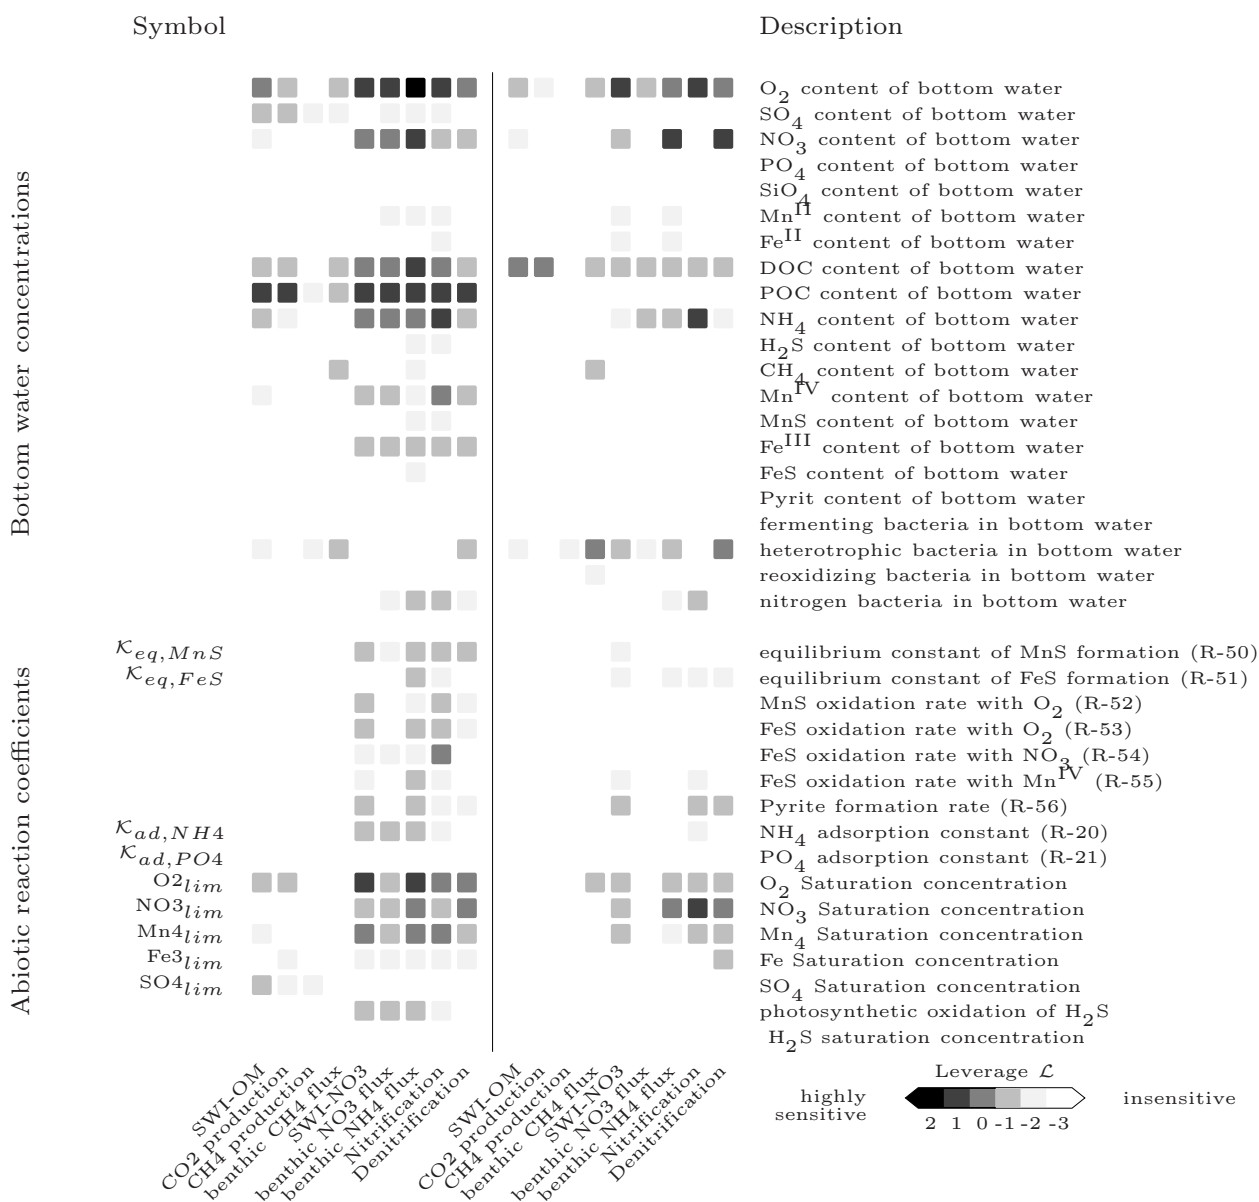 Symbol Description
Bottom water concentrations
O2 content of bottom water
SO4 content of bottom water
NO3 content of bottom water
PO4 content of bottom water
SiO4 content of bottom water
Mn^II content of bottom water
Fe^II content of bottom water
DOC content of bottom water
POC content of bottom water
NH4 content of bottom water
H2S content of bottom water
CH4 content of bottom water
Mn^IV content of bottom water
MnS content of bottom water
Fe^III content of bottom water
FeS content of bottom water
Pyrit content of bottom water
fermenting bacteria in bottom water
heterotrophic bacteria in bottom water
reoxidizing bacteria in bottom water
nitrogen bacteria in bottom water
Abiotic reaction coefficients
𝒦eq,MnS equilibrium constant of MnS formation (R-50)
𝒦eq,FeS equilibrium constant of FeS formation (R-51)
MnS oxidation rate with O2 (R-52)
FeS oxidation rate with O2 (R-53)
FeS oxidation rate with NO3 (R-54)
FeS oxidation rate with Mn^IV (R-55)
Pyrite formation rate (R-56)
𝒦ad,NH4 NH4 adsorption constant (R-20)
𝒦ad,PO4 PO4 adsorption constant (R-21)
O2lim O2 Saturation concentration
NO3lim NO3 Saturation concentration
Mn4lim Mn4 Saturation concentration
Fe3lim Fe Saturation concentration
SO4lim SO4 Saturation concentration
photosynthetic oxidation of H2S
H2S saturation concentration
SWI-OM
CO2 production
CH4 production
benthic CH4 flux
SWI-NO3
benthic NO3 flux
benthic NH4 flux
Nitrification
Denitrification
SWI-OM
CO2 production
CH4 production
benthic CH4 flux
SWI-NO3
benthic NO3 flux
benthic NH4 flux
Nitrification
Denitrification
Leverage ℒ
highly sensitive
insensitive
2 1 0 -1 -2 -3